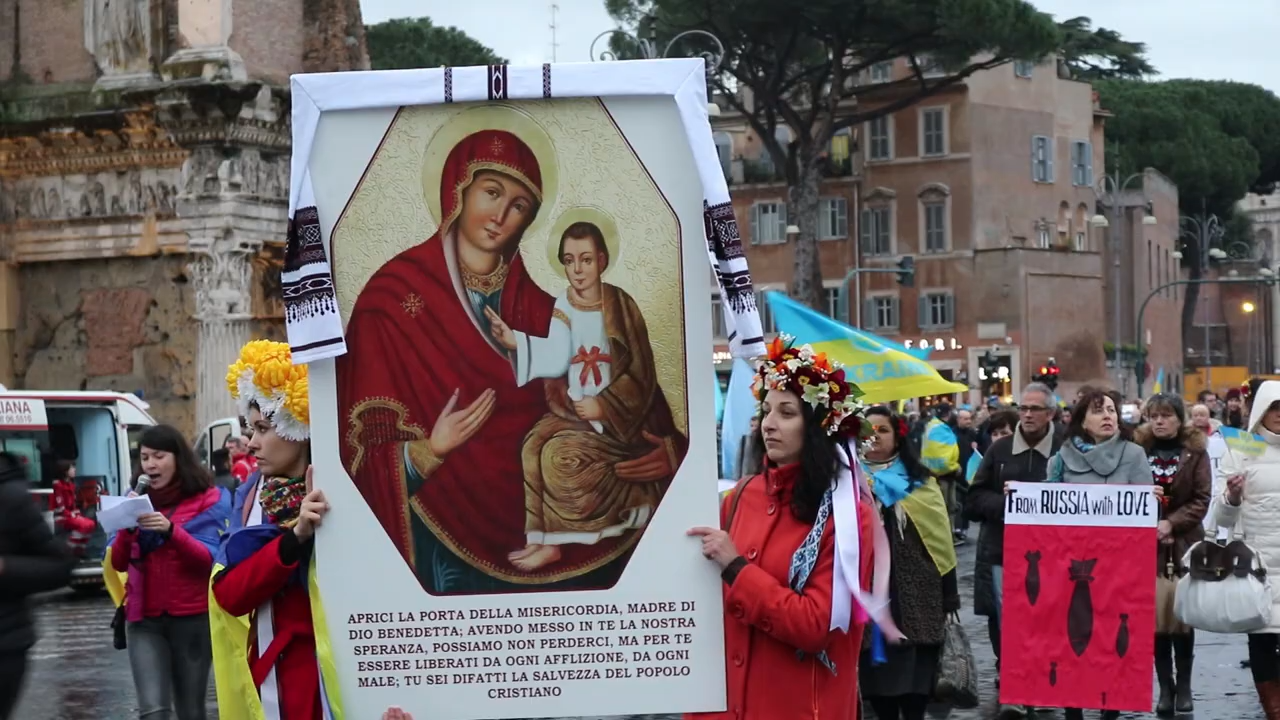 APRICI LA PORTA DELLA MISERICORDIA, MADRE DI
DIO BENEDETTA; AVENDO MESSO IN TE LA NOSTRA
SPERANZA, POSSIAMO NON PERDERCI, MA PER TE
ESSERE LIBERATI DA OGNI AFFLIZIONE, DA OGNI
MALE; TU SEI DIFATTI LA SALVEZZA DEL POPOLO
CRISTIANO
FROM RUSSIA with LOVE
UKRAINE